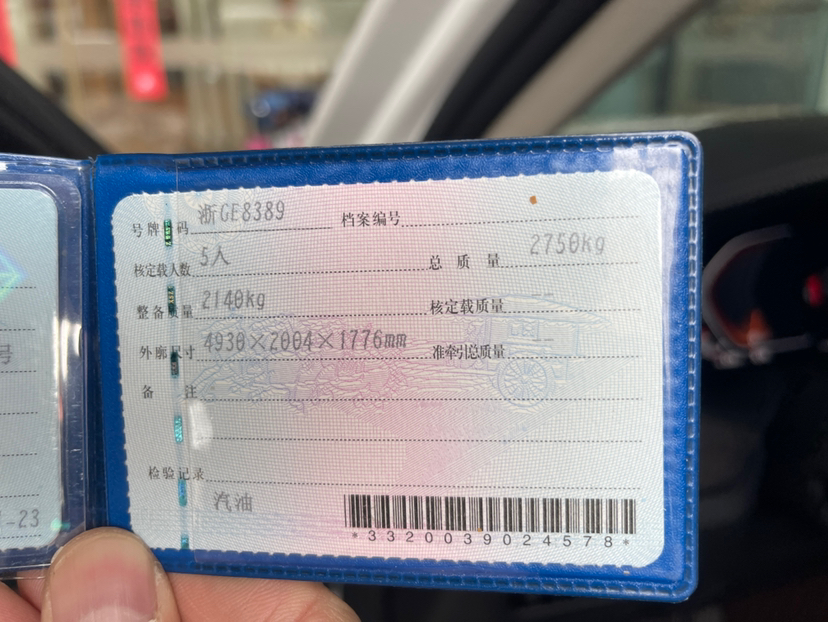 号牌号码 浙GE8389 档案编号
核定载人数 5人 总质量 2750kg
整备质量 2140kg 核定载质量 --
外廓尺寸 4930×2004×1776mm 准牵引总质量 --
备注
检验记录
汽油
*3320039024578*
号
-23